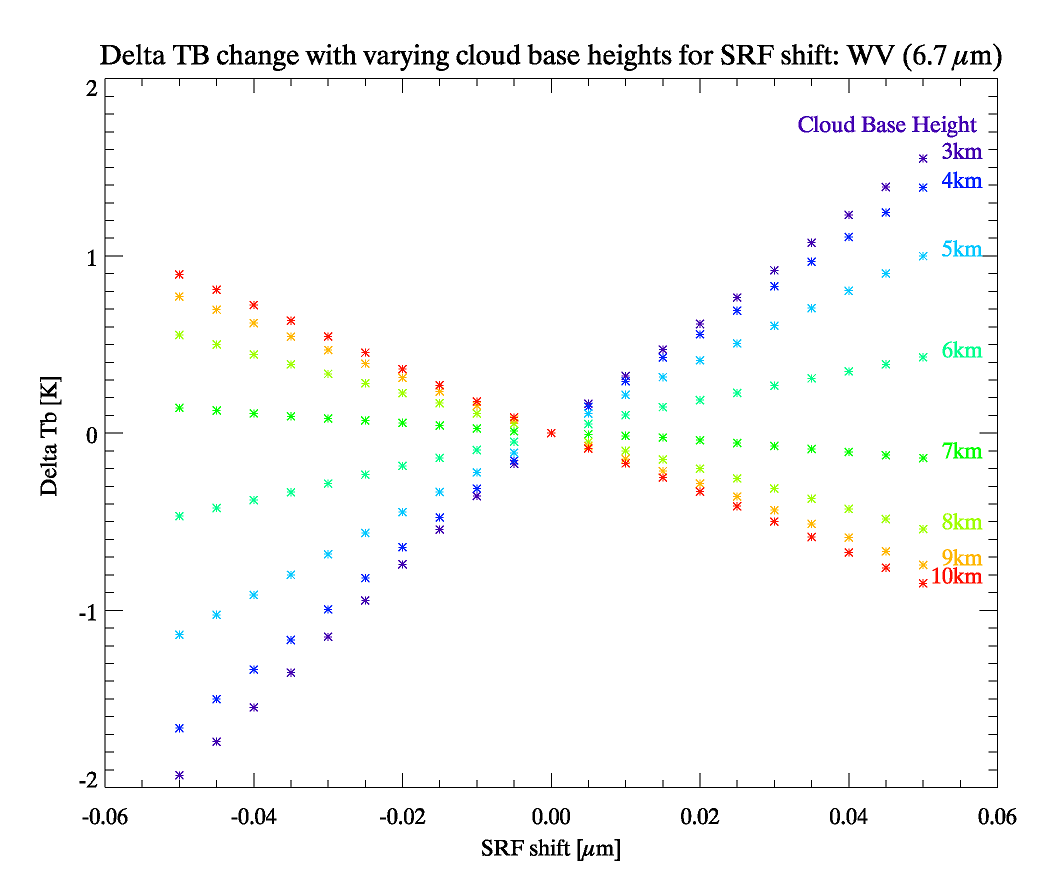 Delta TB change with varying cloud base heights for SRF shift: WV (6.7 μm)
2
Cloud Base Height
3km
4km
1
5km
6km
Delta Tb [K]
0
7km
8km
9km
10km
-1
-2
-0.06 -0.04 -0.02 0.00 0.02 0.04 0.06
SRF shift [μm]